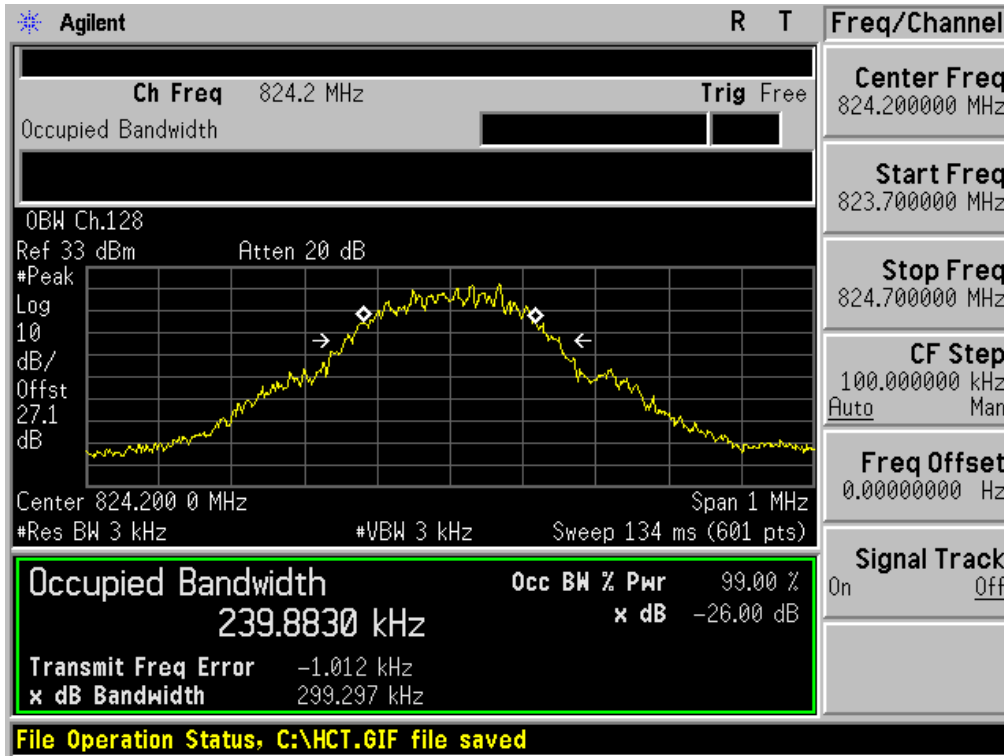 Agilent
R T
Freq/Channel
Ch Freq 824.2 MHz
Trig Free
Occupied Bandwidth
Center Freq
824.200000 MHz
Start Freq
823.700000 MHz
Stop Freq
824.700000 MHz
CF Step
100.000000 kHz
Auto Man
Freq Offset
0.00000000 Hz
Signal Track
On Off
OBW Ch.128
Ref 33 dBm
Atten 20 dB
#Peak
Log
10
dB/
Offst
27.1
dB
Center 824.200 0 MHz
Span 1 MHz
#Res BW 3 kHz
#VBW 3 kHz
Sweep 134 ms (601 pts)
Occupied Bandwidth
239.8830 kHz
Occ BW % Pwr 99.00 %
x dB -26.00 dB
Transmit Freq Error -1.012 kHz
x dB Bandwidth 299.297 kHz
File Operation Status, C:\HCT.GIF file saved